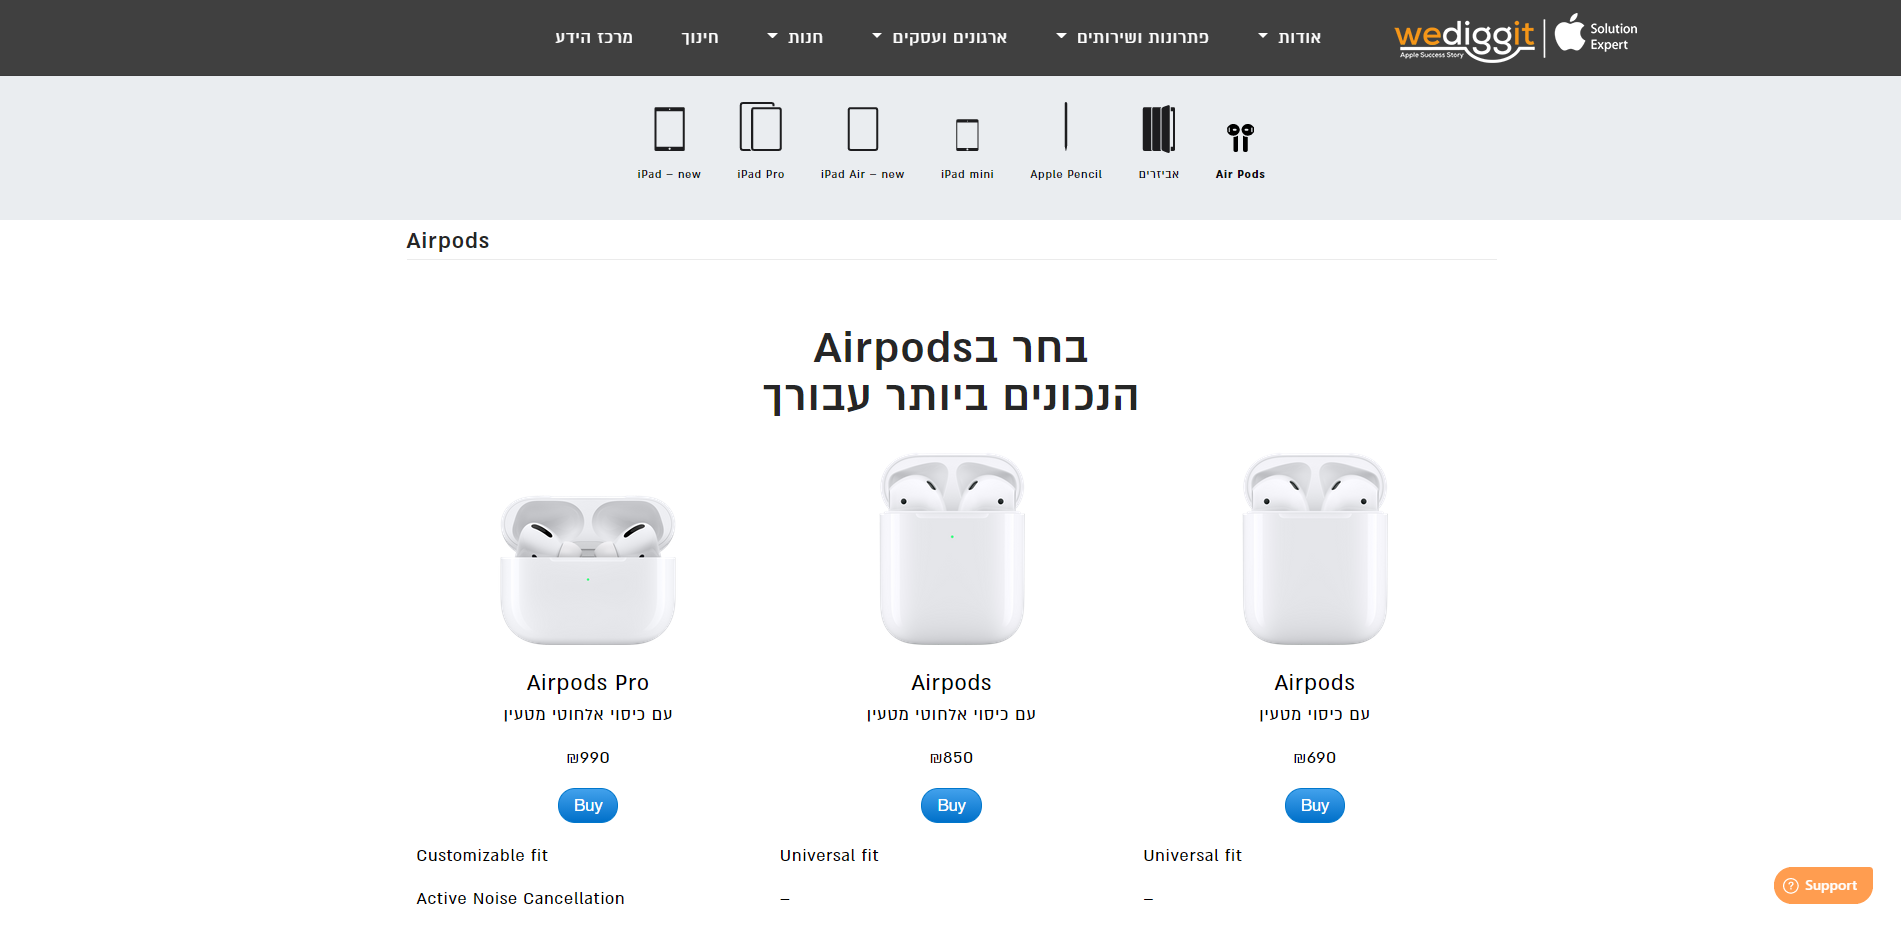 wediggit
Apple Success Story
Solution
Expert
אודות
פתרונות ושירותים
ארגונים ועסקים
חנות
חינוך
מרכז הידע
iPad – new
iPad Pro
iPad Air – new
iPad mini
Apple Pencil
אביזרים
Air Pods
Airpods
בחר בAirpods
הנכונים ביותר עבורך
Airpods Pro
עם כיסוי אלחוטי מטעין
₪990
Buy
Customizable fit
Active Noise Cancellation
Airpods
עם כיסוי אלחוטי מטעין
₪850
Buy
Universal fit
–
Airpods
עם כיסוי מטעין
₪690
Buy
Universal fit
–
Support